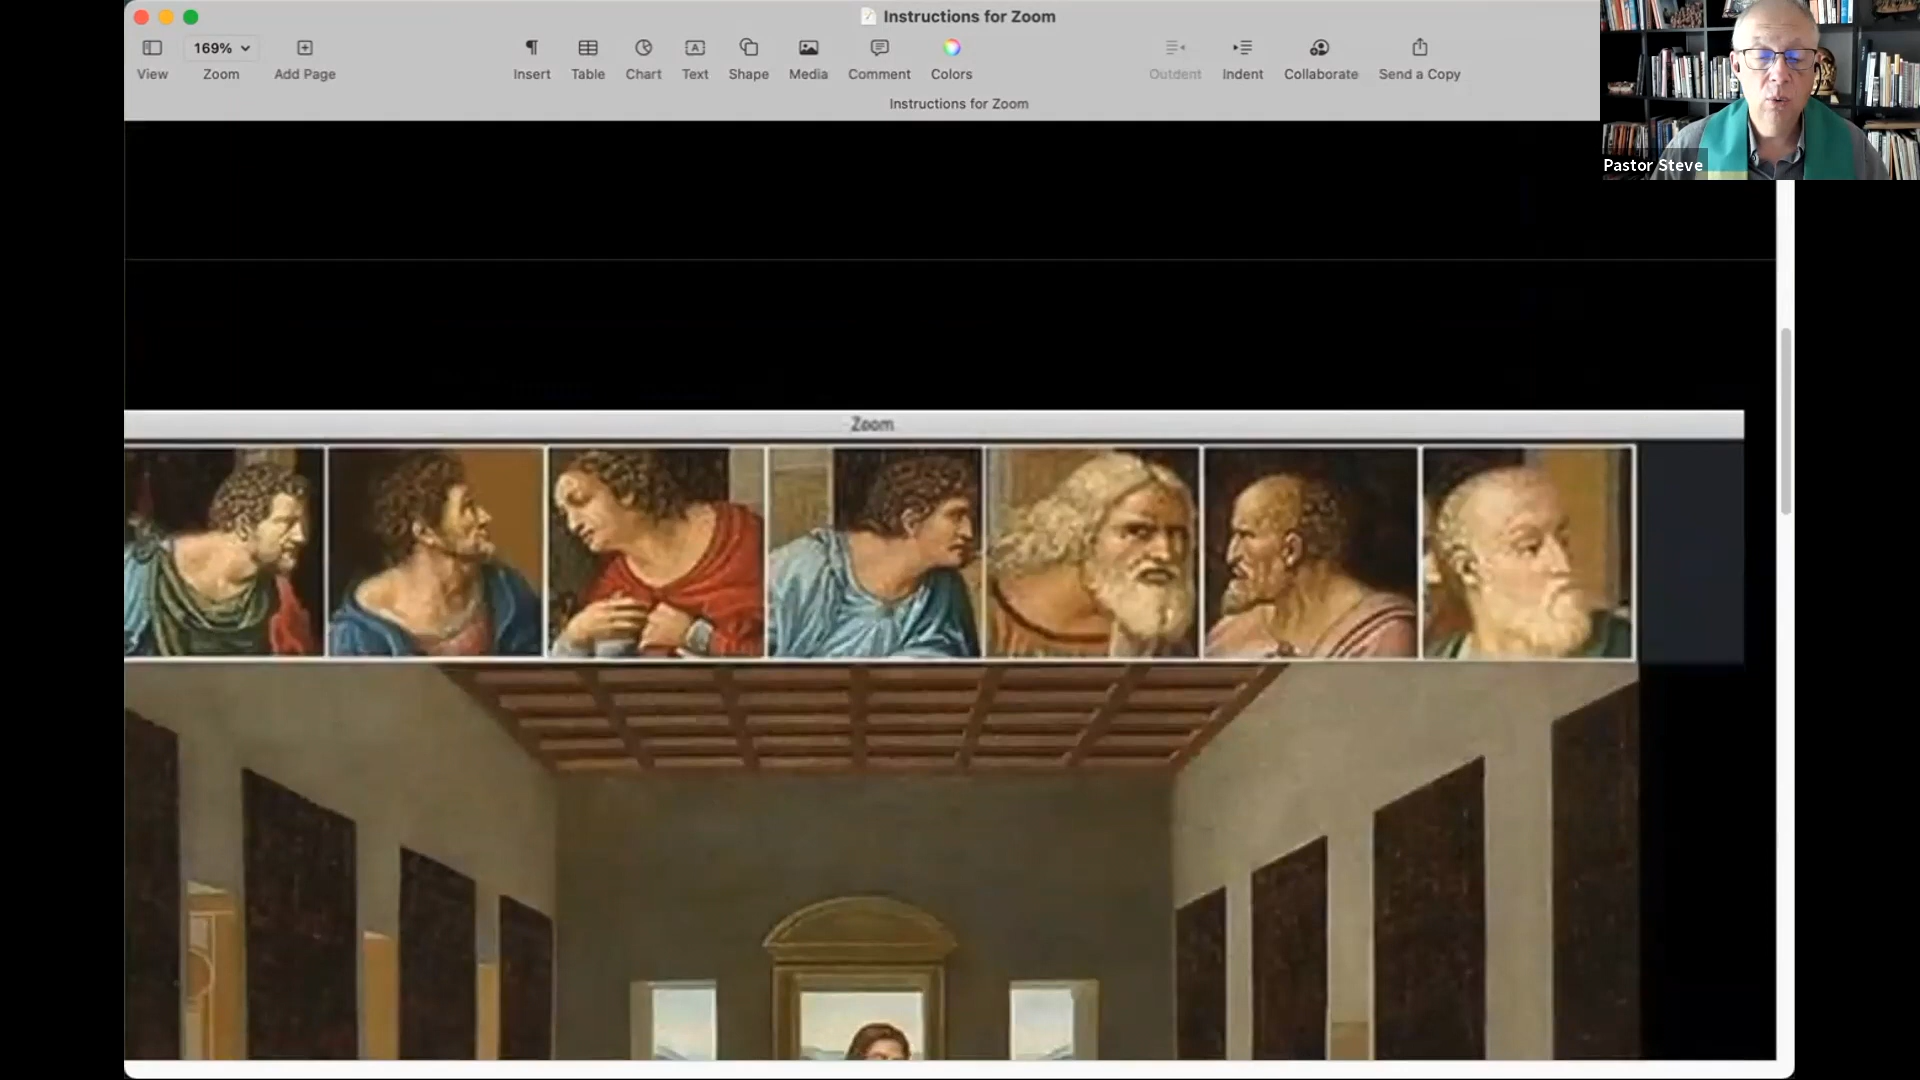 Instructions for Zoom
169%
View Zoom Add Page Insert Table Chart Text Shape Media Comment Colors Outdent Indent Collaborate Send a Copy
Instructions for Zoom
Pastor Steve
Zoom